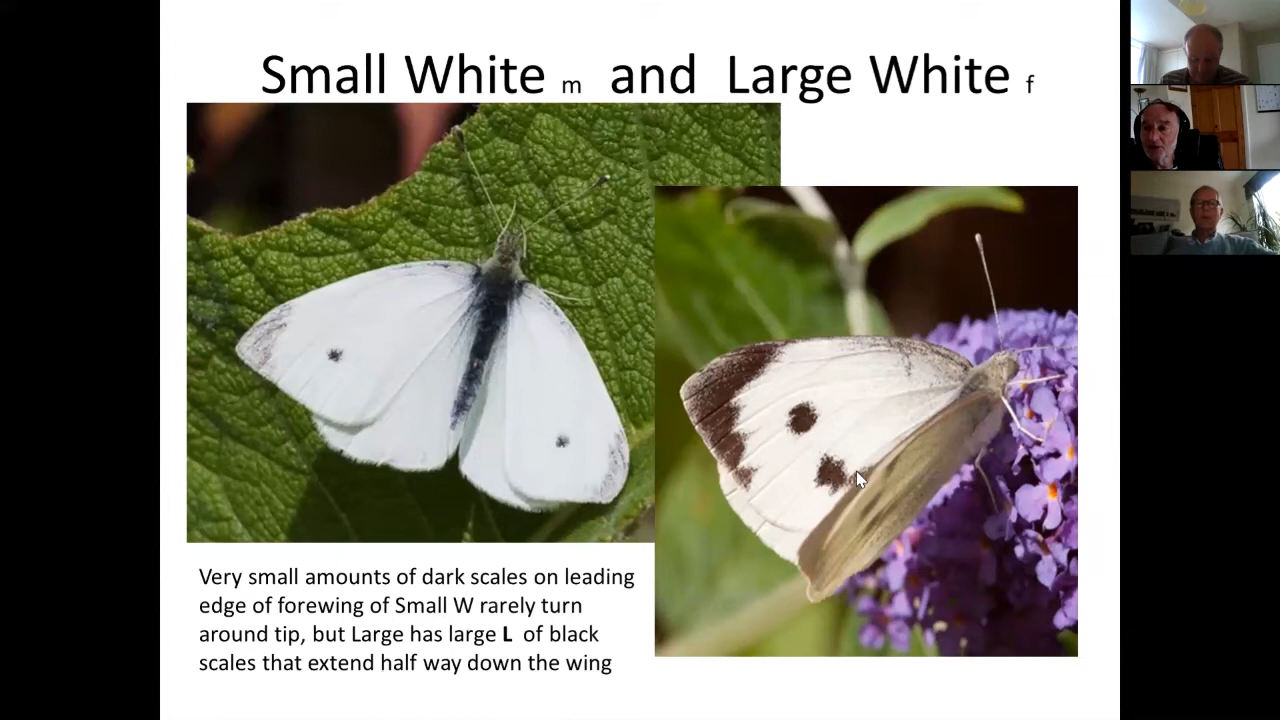 Small White m and Large White f
Very small amounts of dark scales on leading
edge of forewing of Small W rarely turn
around tip, but Large has large L of black
scales that extend half way down the wing